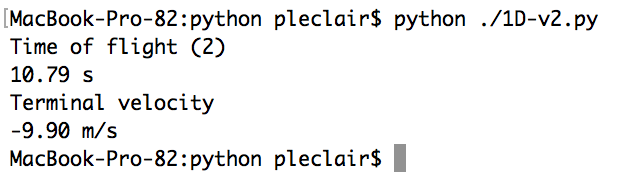 [MacBook-Pro-82:python pleclair$ python ./1D-v2.py
Time of flight (2)
10.79 s
Terminal velocity
-9.90 m/s
MacBook-Pro-82:python pleclair$